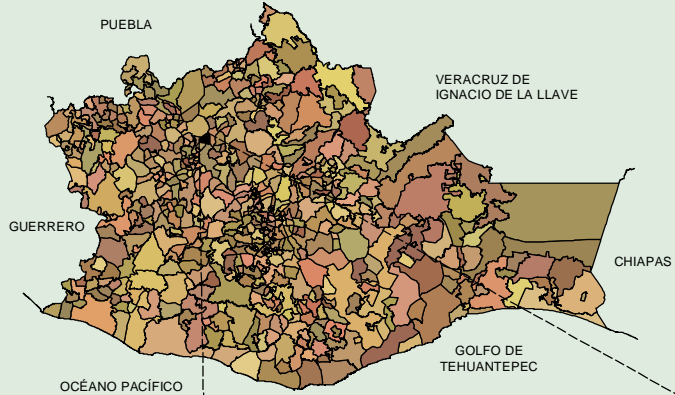 PUEBLA
VERACRUZ DE
IGNACIO DE LA LLAVE
GUERRERO
CHIAPAS
GOLFO DE
TEHUANTEPEC
OCÉANO PACÍFICO